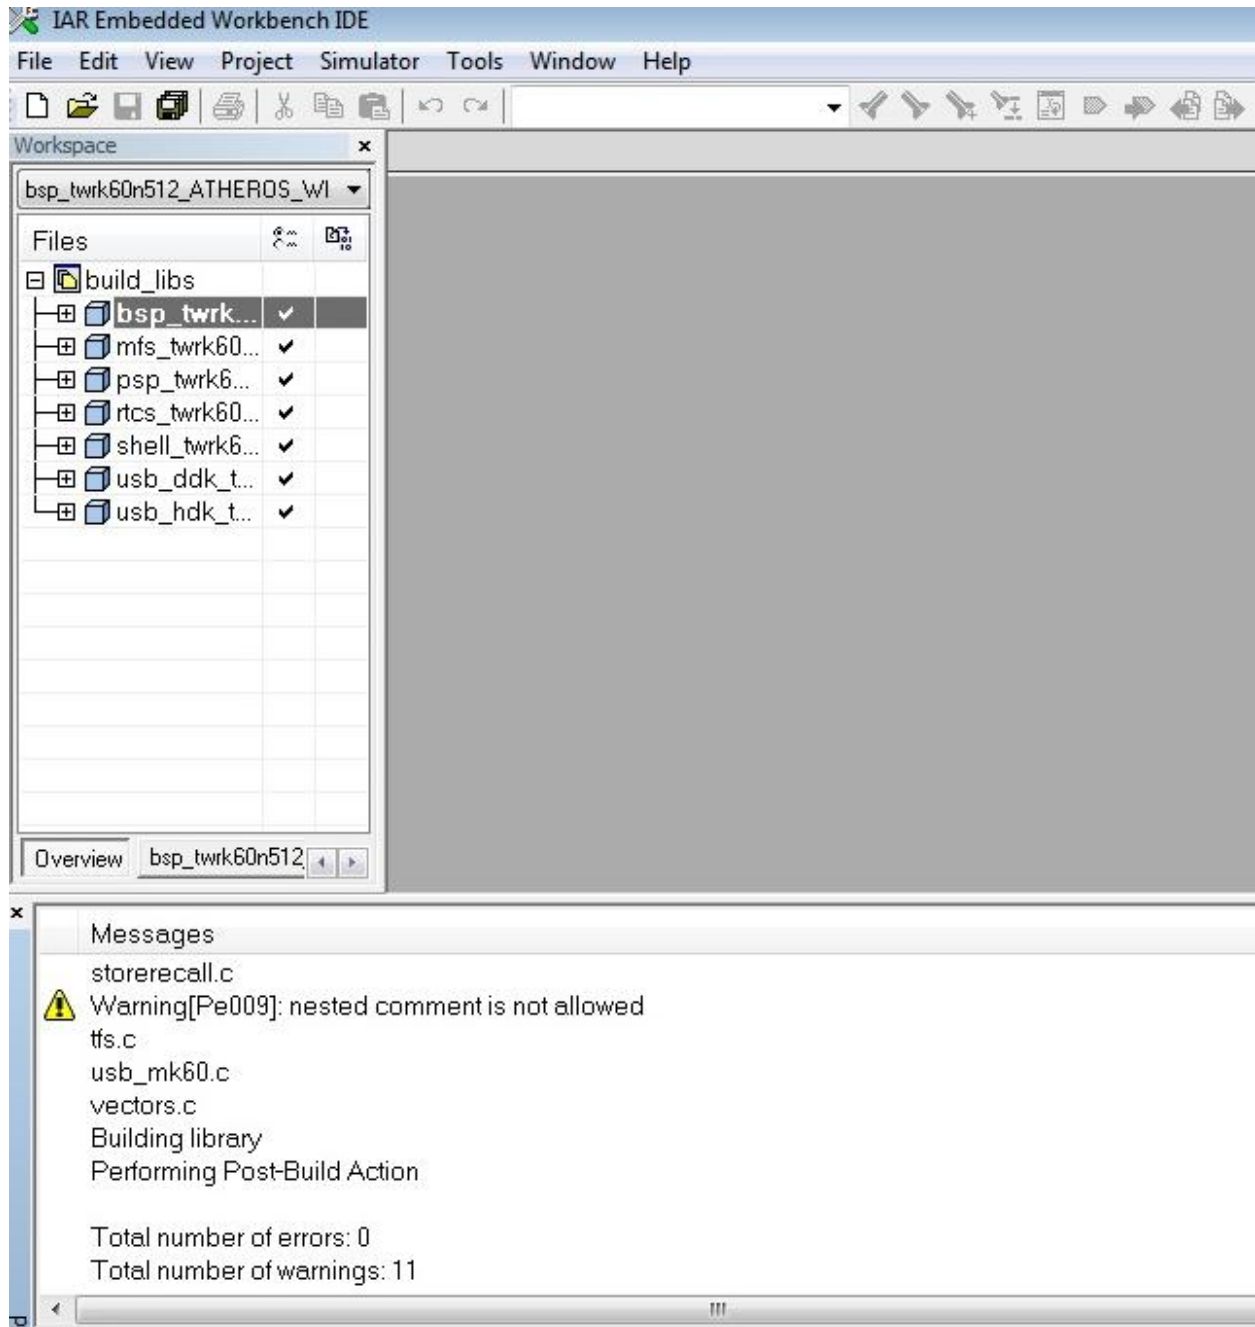 IAR Embedded Workbench IDE
File Edit View Project Simulator Tools Window Help
Workspace
bsp_twrk60n512_ATHEROS_WI
Files
build_libs
bsp_twrk...
mfs_twrk60...
psp_twrk6...
rtcs_twrk60...
shell_twrk6...
usb_ddk_t...
usb_hdk_t...
Overview bsp_twrk60n512
Messages
storerecall.c
Warning[Pe009]: nested comment is not allowed
tfs.c
usb_mk60.c
vectors.c
Building library
Performing Post-Build Action
Total number of errors: 0
Total number of warnings: 11